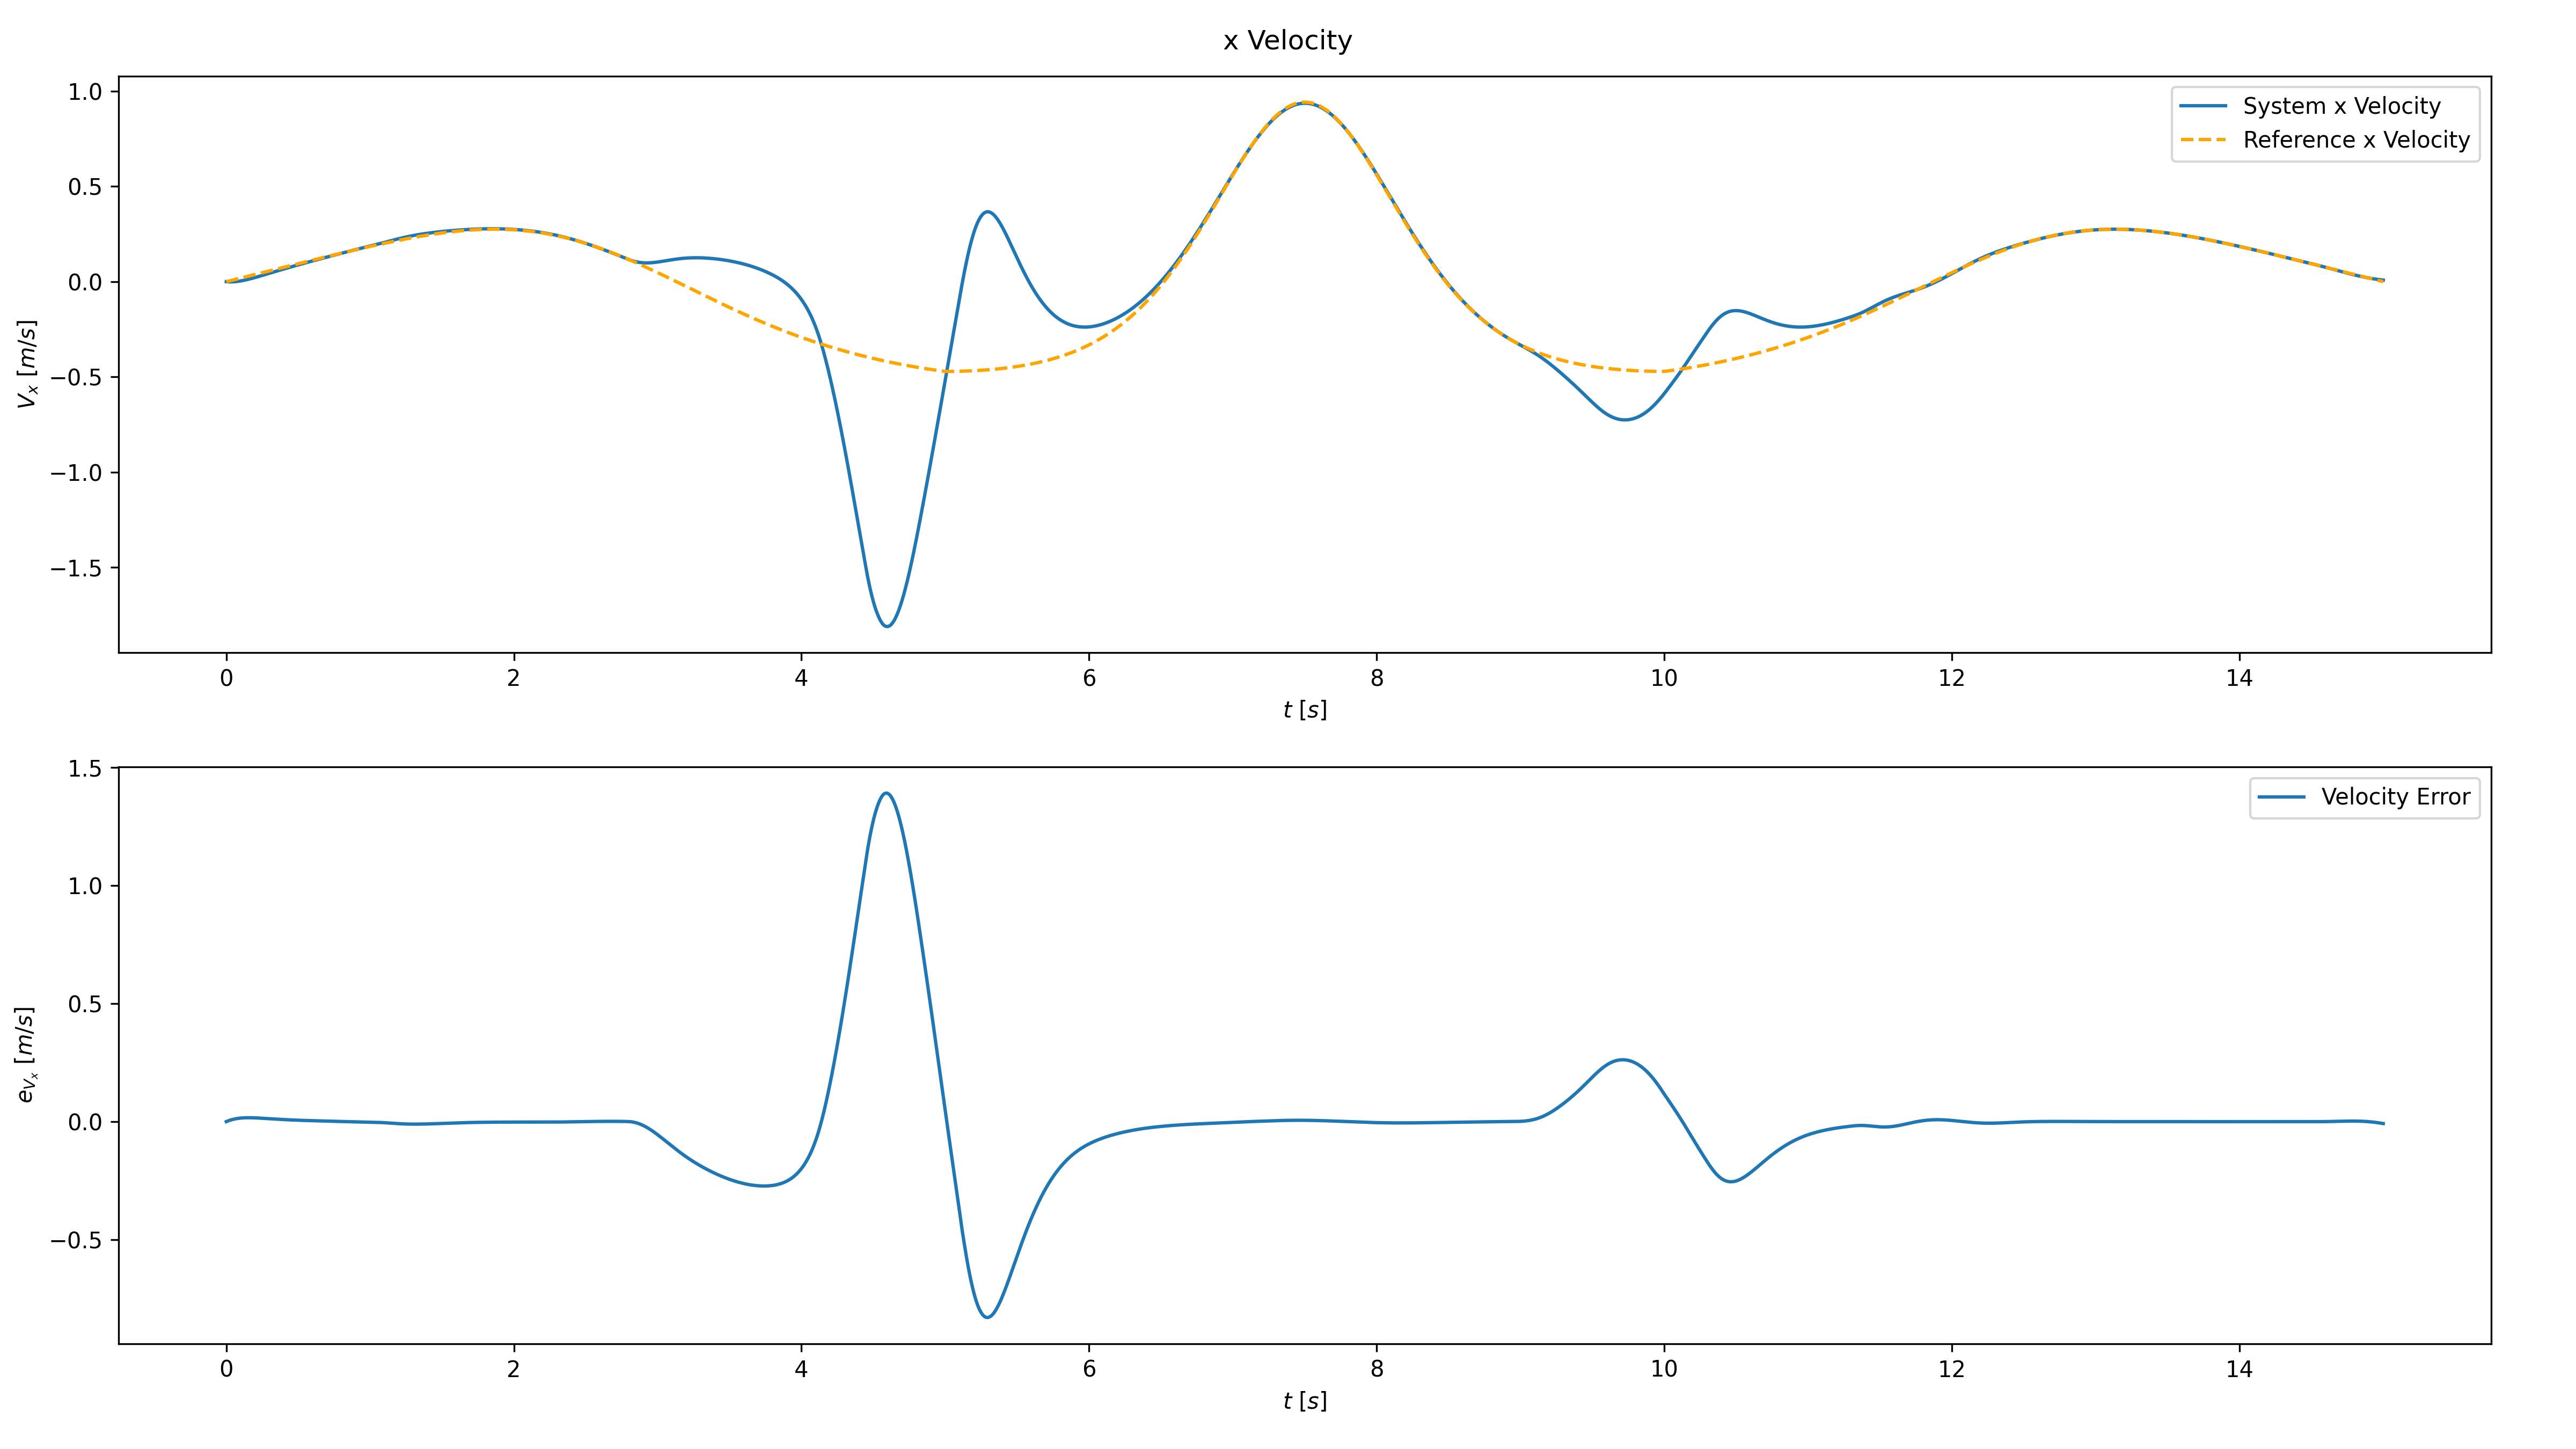 x Velocity
1.0
0.5
0.0
−0.5
−1.0
−1.5
V_x [m/s]
System x Velocity
Reference x Velocity
0 2 4 6 8 10 12 14
t [s]
1.5
1.0
0.5
0.0
−0.5
e_{V_x} [m/s]
Velocity Error
0 2 4 6 8 10 12 14
t [s]